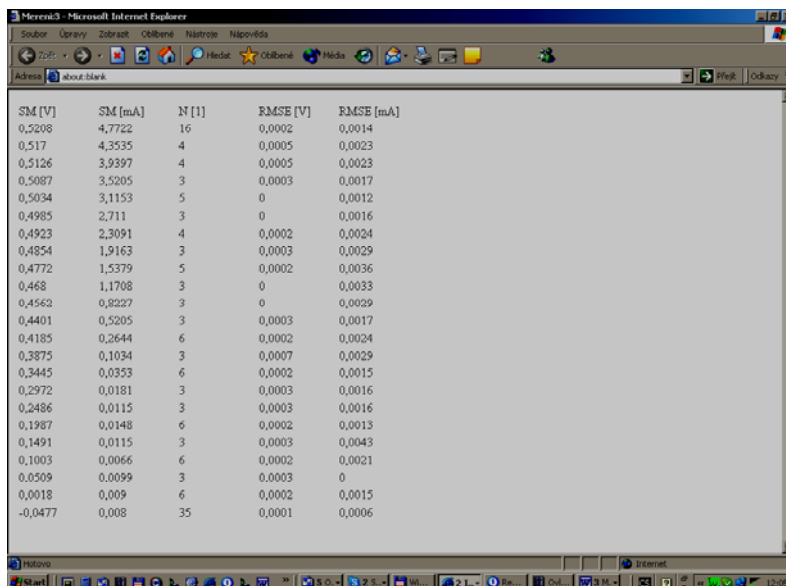 Mereni:3 - Microsoft Internet Explorer
Soubor Úpravy Zobrazit Oblíbené Nástroje Nápověda
Zpět Hledat Oblíbené Média
Adresa about:blank Přejít Odkazy
SM [V] SM [mA] N [1] RMSE [V] RMSE [mA]
0,5208 4,7722 16 0,0002 0,0014
0,517 4,3535 4 0,0005 0,0023
0,5126 3,9397 4 0,0005 0,0023
0,5087 3,5205 3 0,0003 0,0017
0,5034 3,1153 5 0 0,0012
0,4985 2,711 3 0 0,0016
0,4923 2,3091 4 0,0002 0,0024
0,4854 1,9163 3 0,0003 0,0029
0,4772 1,5379 5 0,0002 0,0036
0,468 1,1708 3 0 0,0033
0,4562 0,8227 3 0 0,0029
0,4401 0,5205 3 0,0003 0,0017
0,4185 0,2644 6 0,0002 0,0024
0,3875 0,1034 3 0,0007 0,0029
0,3445 0,0353 6 0,0002 0,0015
0,2972 0,0181 3 0,0003 0,0016
0,2486 0,0115 3 0,0003 0,0016
0,1987 0,0148 6 0,0002 0,0013
0,1491 0,0115 3 0,0003 0,0043
0,1003 0,0066 6 0,0002 0,0021
0,0509 0,0099 3 0,0003 0
0,0018 0,009 6 0,0002 0,0015
-0,0477 0,008 35 0,0001 0,0006
Hotovo Internet
Start 5 O... 2 S... Wi... 2 I... Re... Ovl... 3 M... 12:05